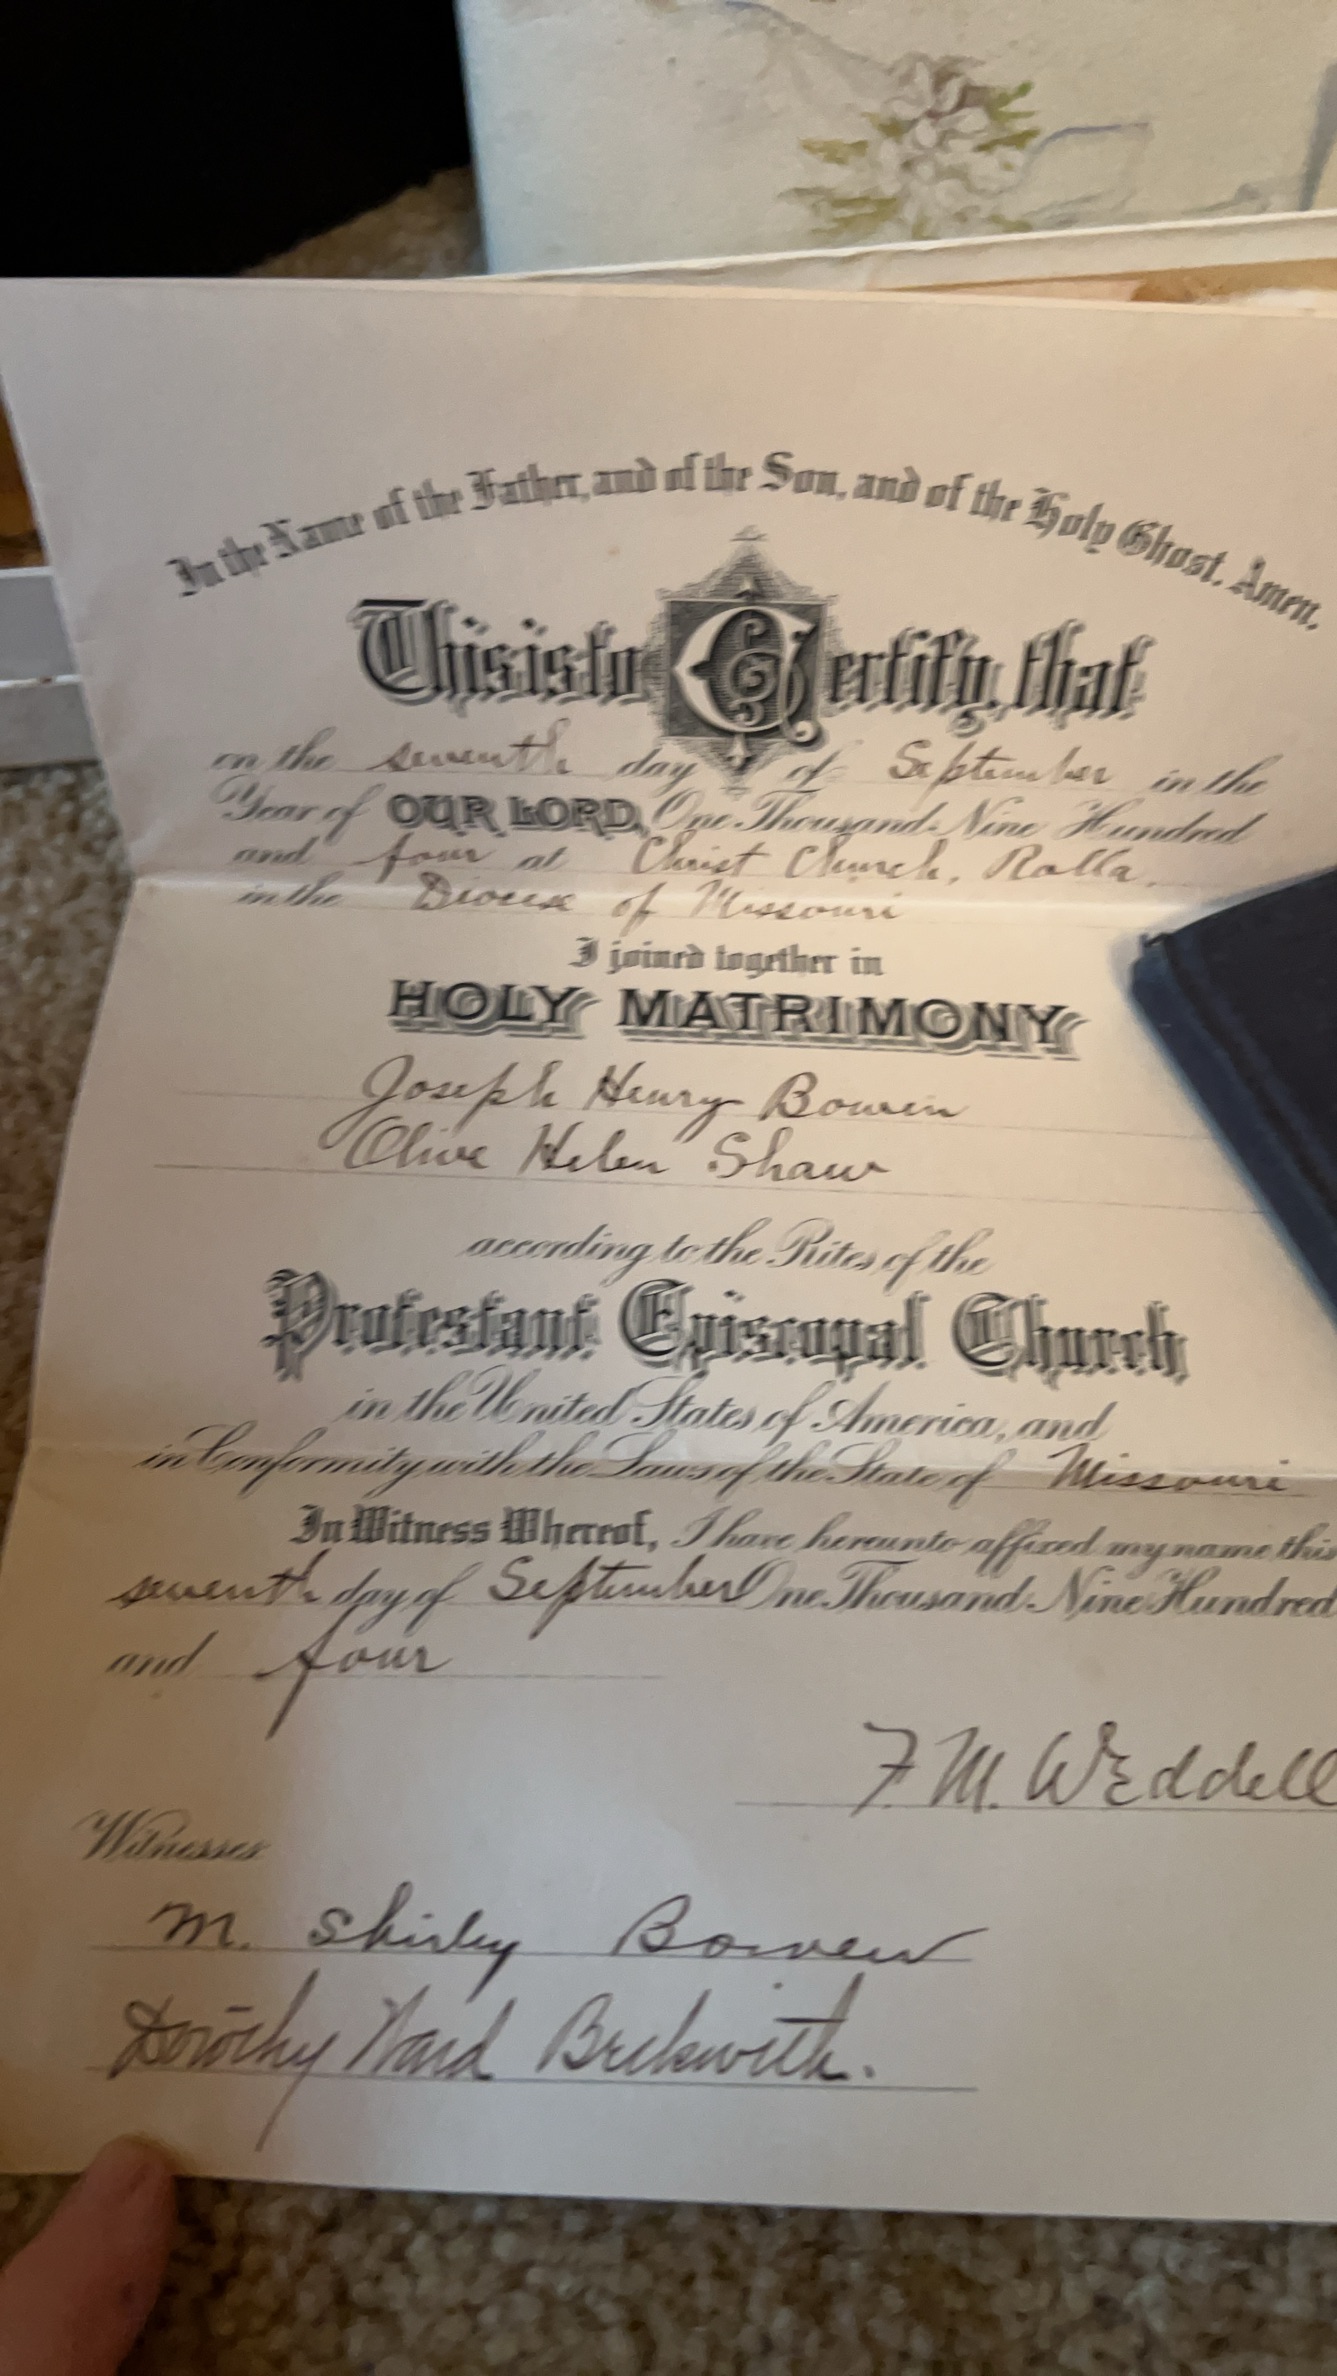 In the Name of the Father, and of the Son, and of the Holy Ghost. Amen.
This is to Certify, that
on the seventh day of September in the
Year of OUR LORD, One Thousand Nine Hundred
and four at Christ Church, Rolla,
in the Diocese of Missouri
I joined together in
HOLY MATRIMONY
Joseph Henry Bowen
Olive Helen Shaw
according to the Rites of the
Protestant Episcopal Church
in the United States of America, and
in Conformity with the Laws of the State of Missouri
In Witness Whereof, I have hereunto affixed my name this
seventh day of September One Thousand Nine Hundred
and four
F. M. Weddell
Witnesses
M. Shirley Bowen
Dorothy Ward Beckwith.